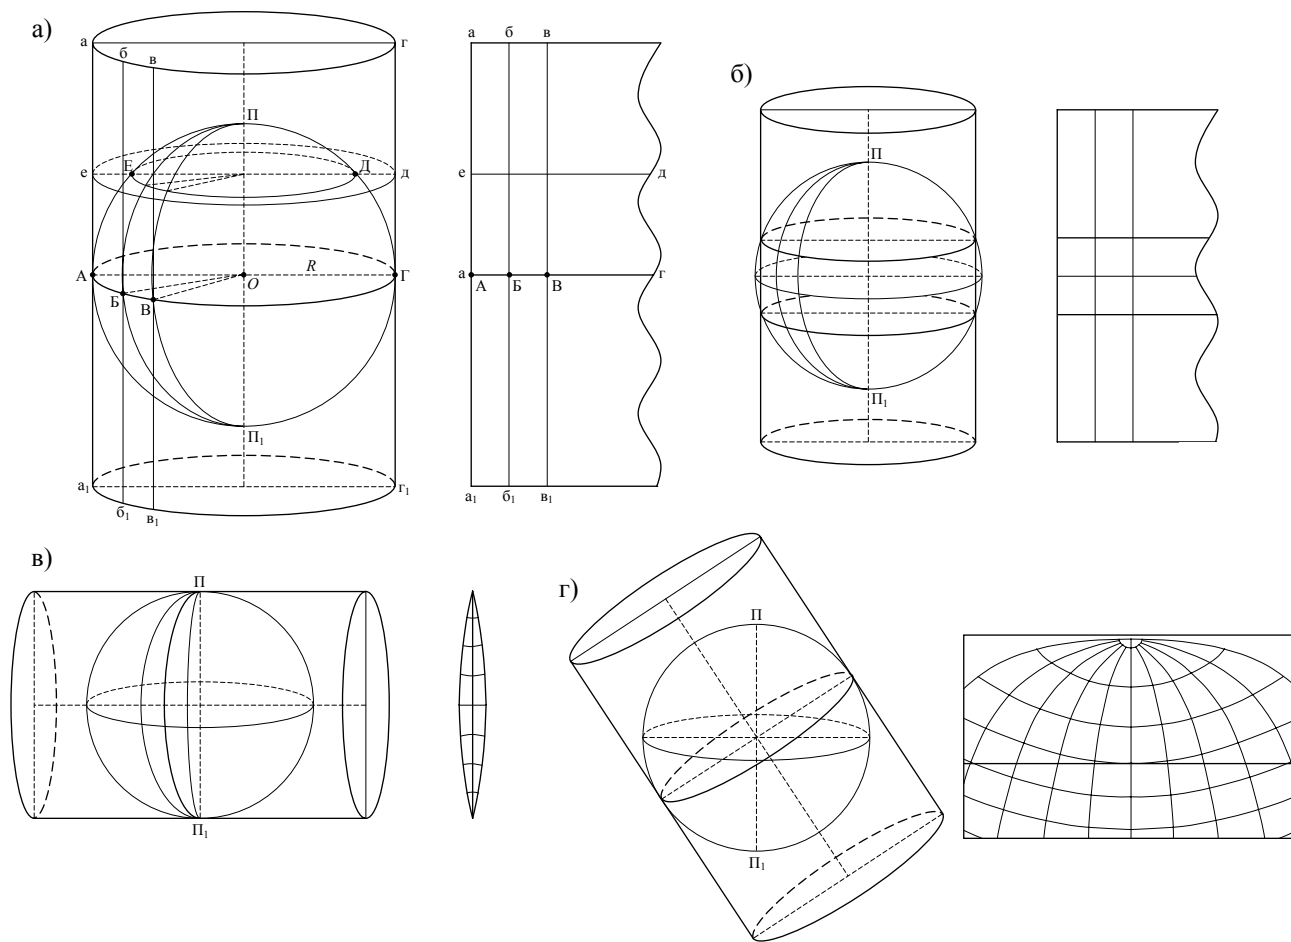 а)
а г
б
в
П
Е Д
е д
А Г
R
О
Б
В
П₁
а₁ г₁
б₁
в₁
а б в
е д
а г
А Б В
а₁ б₁ в₁
б)
П
П₁
в)
П
П₁
г)
П
П₁